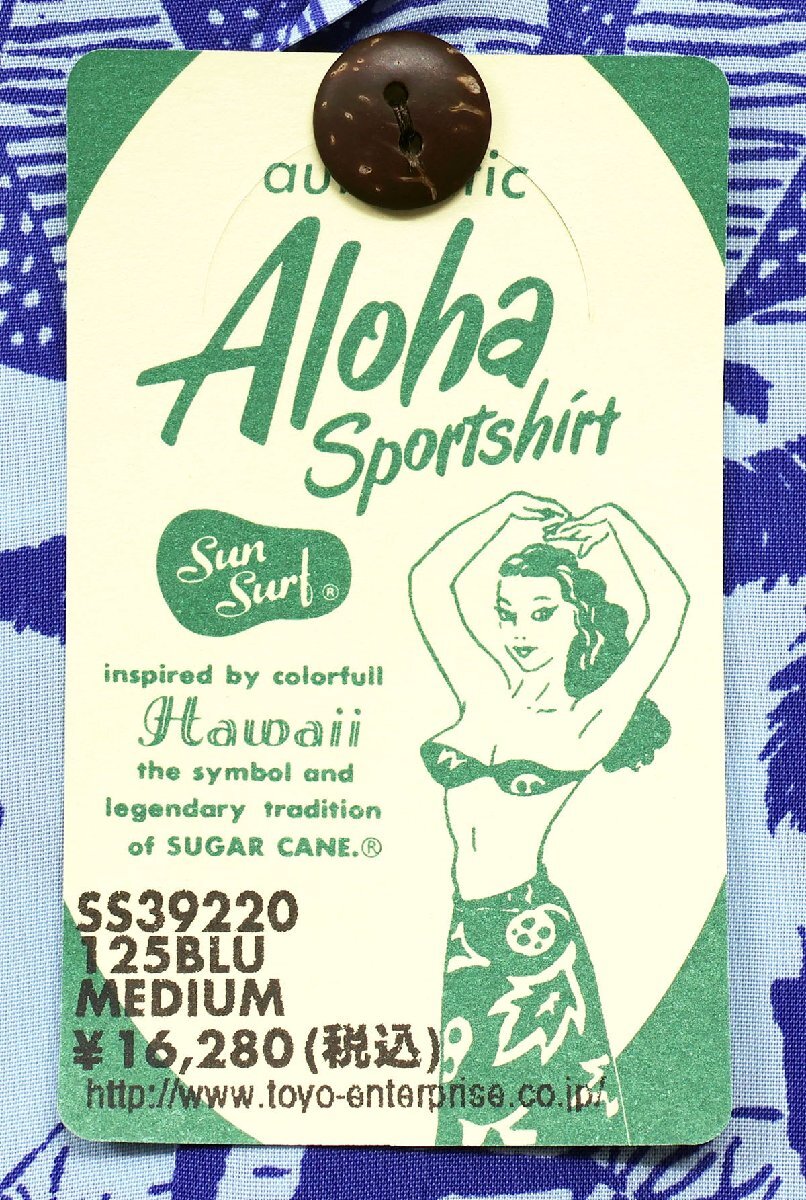 Aloha
Sportshirt
Sun
Surf®
inspired by colorfull
Hawaii
the symbol and
legendary tradition
of SUGAR CANE.®
SS39220
125BLU
MEDIUM
¥16,280(税込)
http://www.toyo-enterprise.co.jp/